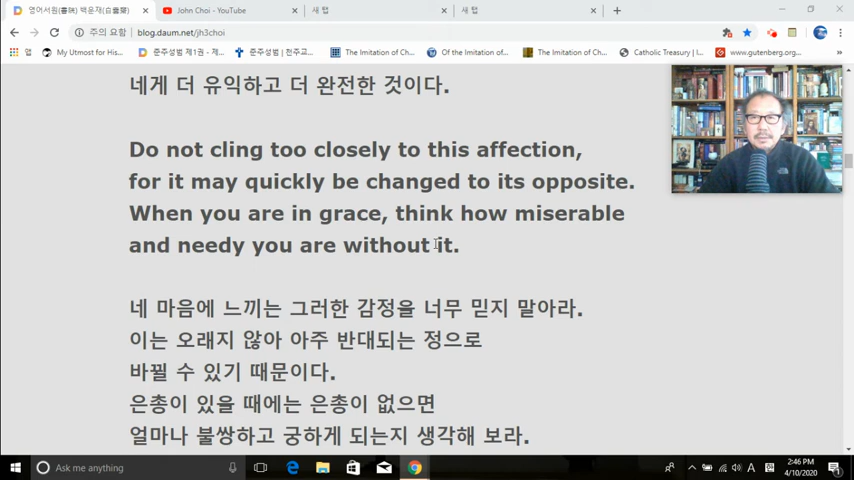 영어서원(書院) 백운재(白雲齋)
John Choi - YouTube
새 탭
새 탭
주의 요함
blog.daum.net/jh3choi
앱
My Utmost for His...
준주성범 제1권 - 제...
준주성범 | 천주교...
The Imitation of Ch...
Of the Imitation of...
The Imitation of Ch...
Catholic Treasury | ...
www.gutenberg.org...
네게 더 유익하고 더 완전한 것이다.
Do not cling too closely to this affection,
for it may quickly be changed to its opposite.
When you are in grace, think how miserable
and needy you are without it.
네 마음에 느끼는 그러한 감정을 너무 믿지 말아라.
이는 오래지 않아 아주 반대되는 정으로
바뀔 수 있기 때문이다.
은총이 있을 때에는 은총이 없으면
얼마나 불쌍하고 궁하게 되는지 생각해 보라.
Ask me anything
A
2:46 PM
4/10/2020